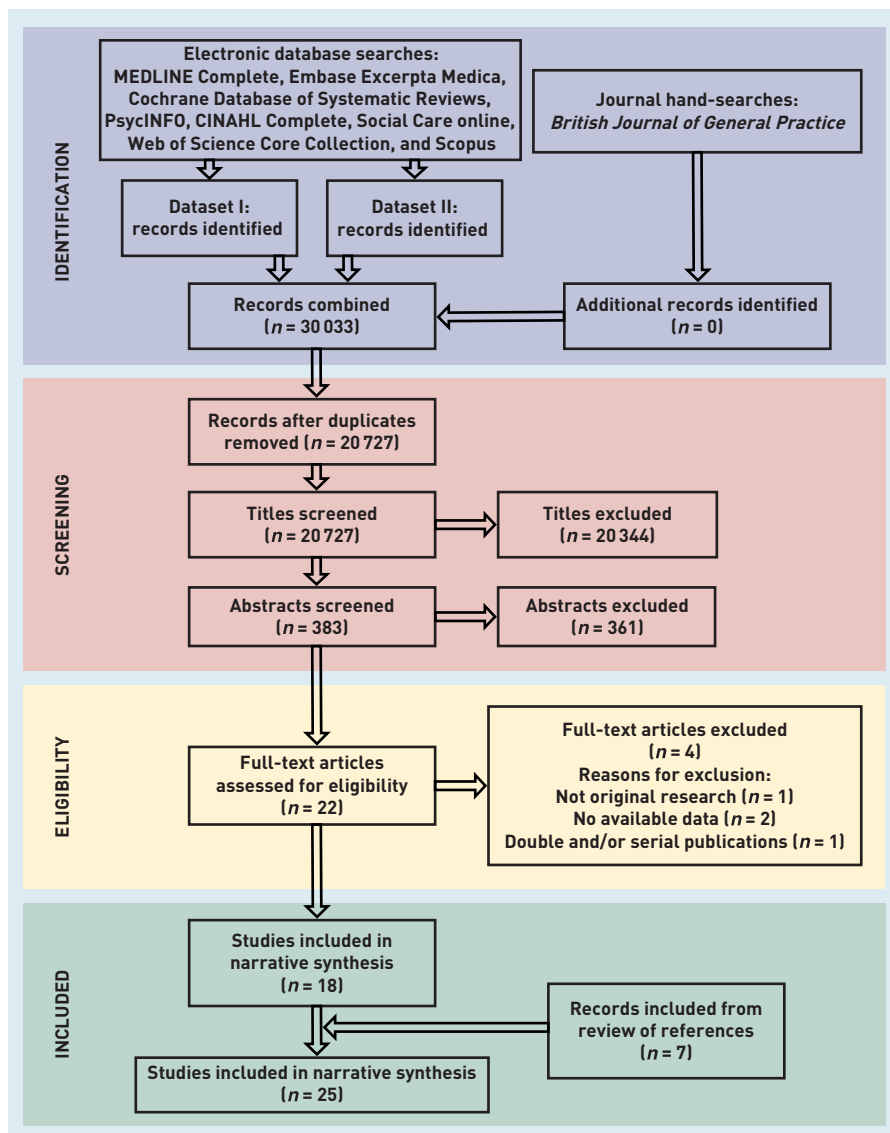 IDENTIFICATION
Electronic database searches:
MEDLINE Complete, Embase Excerpta Medica,
Cochrane Database of Systematic Reviews,
PsycINFO, CINAHL Complete, Social Care online,
Web of Science Core Collection, and Scopus
Journal hand-searches:
British Journal of General Practice
Dataset I:
records identified
Dataset II:
records identified
Records combined
(n = 30 033)
Additional records identified
(n = 0)
SCREENING
Records after duplicates
removed (n = 20 727)
Titles screened
(n = 20 727)
Titles excluded
(n = 20 344)
Abstracts screened
(n = 383)
Abstracts excluded
(n = 361)
ELIGIBILITY
Full-text articles
assessed for eligibility
(n = 22)
Full-text articles excluded
(n = 4)
Reasons for exclusion:
Not original research (n = 1)
No available data (n = 2)
Double and/or serial publications (n = 1)
INCLUDED
Studies included in
narrative synthesis
(n = 18)
Records included from
review of references
(n = 7)
Studies included in narrative synthesis
(n = 25)